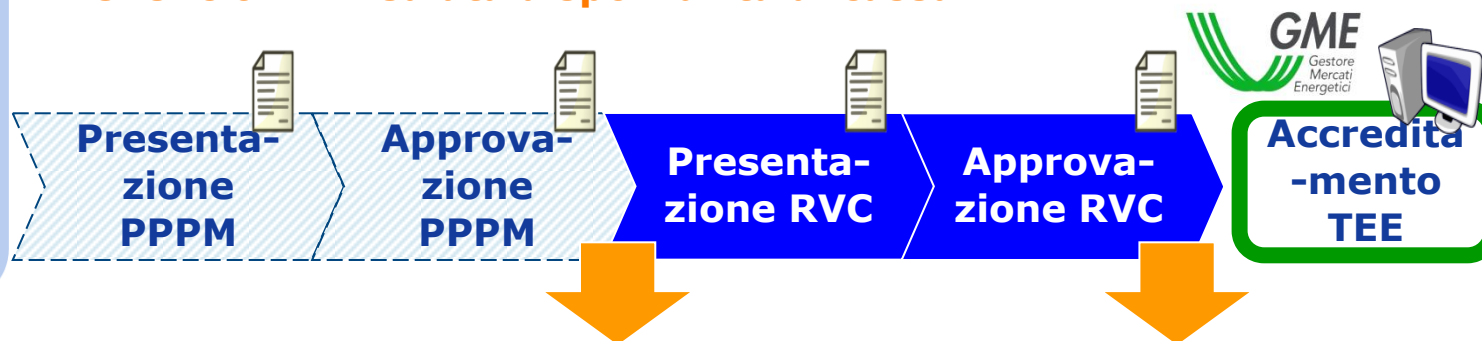 GME
Gestore
Mercati
Energetici
Presenta-
zione
PPPM
Approva-
zione
PPPM
Presenta-
zione RVC
Approva-
zione RVC
Accredita
-mento
TEE